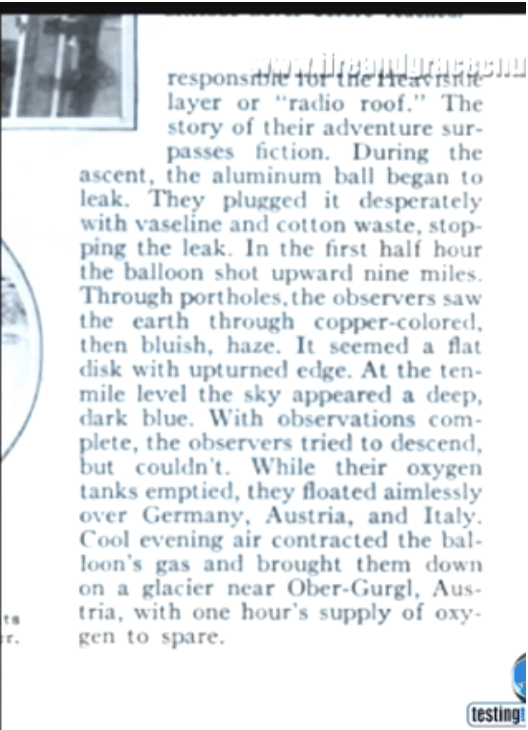 responsible for the Heaviside
layer or "radio roof." The
story of their adventure sur-
passes fiction. During the
ascent, the aluminum ball began to
leak. They plugged it desperately
with vaseline and cotton waste, stop-
ping the leak. In the first half hour
the balloon shot upward nine miles.
Through portholes, the observers saw
the earth through copper-colored,
then bluish, haze. It seemed a flat
disk with upturned edge. At the ten-
mile level the sky appeared a deep,
dark blue. With observations com-
plete, the observers tried to descend,
but couldn't. While their oxygen
tanks emptied, they floated aimlessly
over Germany, Austria, and Italy.
Cool evening air contracted the bal-
loon's gas and brought them down
on a glacier near Ober-Gurgl, Aus-
tria, with one hour's supply of oxy-
gen to spare.
ts
er.
testing